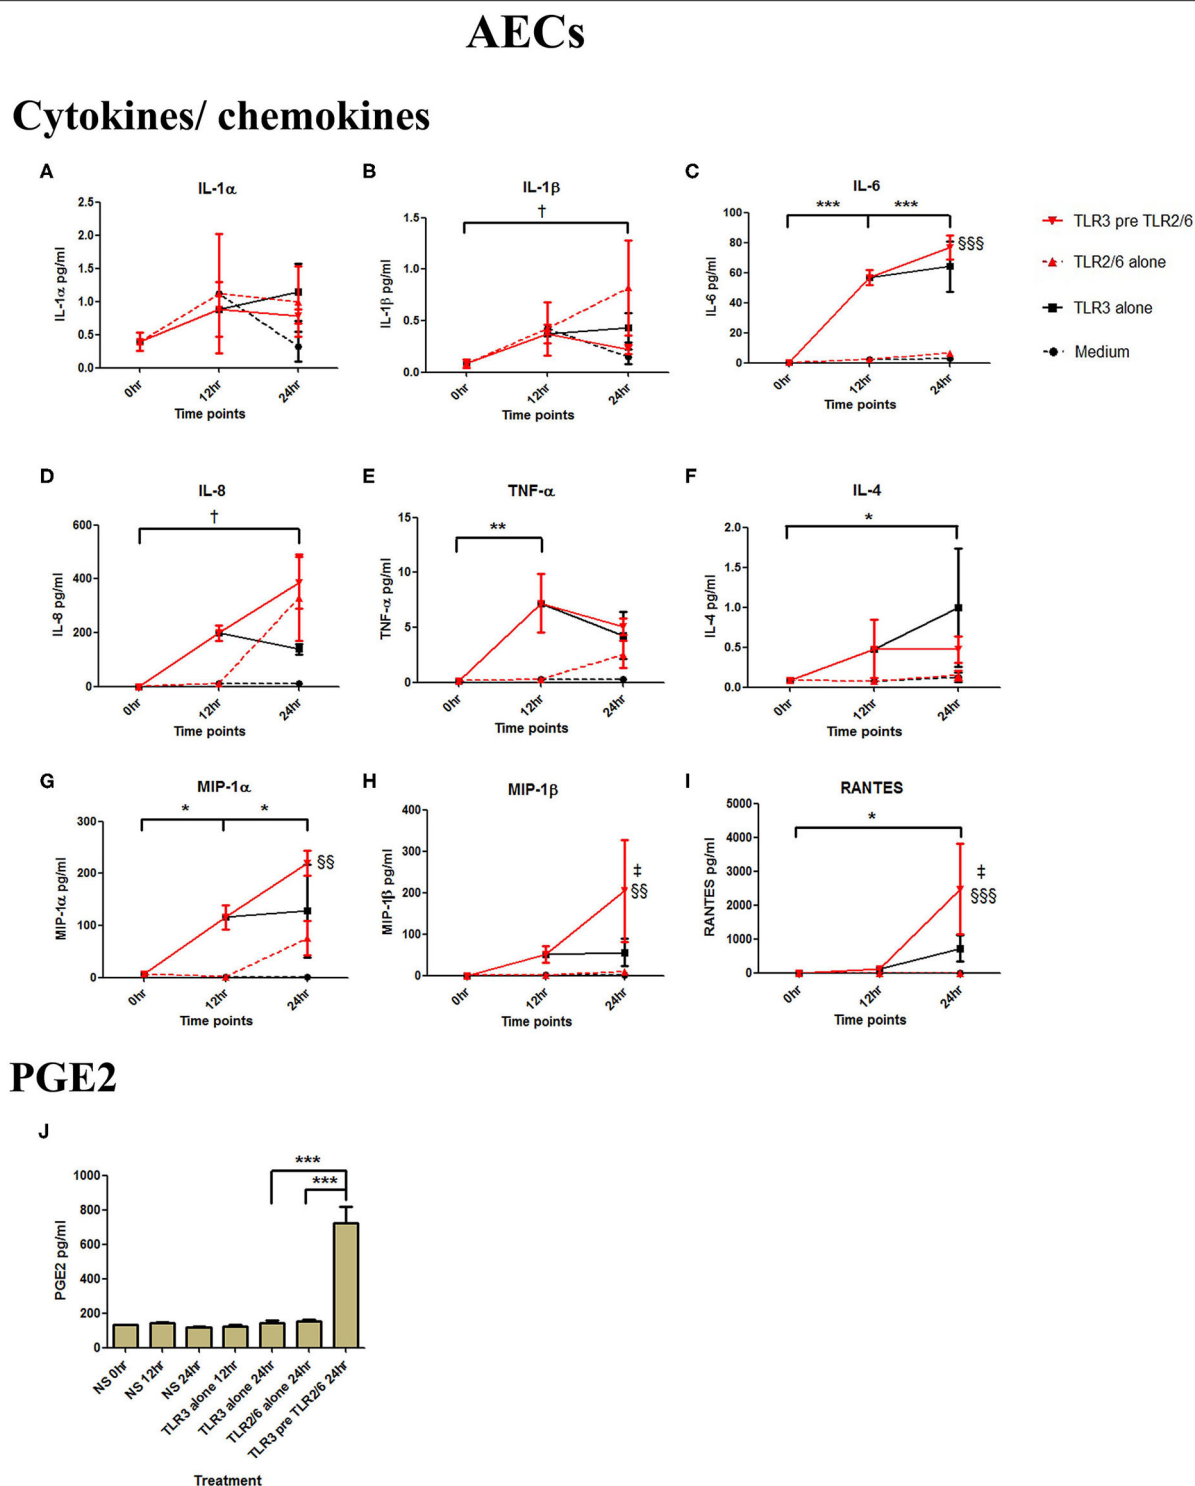 AECs
Cytokines/ chemokines
A
IL-1α
2.5
2.0
1.5
1.0
0.5
0.0
IL-1α pg/ml
0hr
12hr
24hr
Time points
B
IL-1β
†
1.5
1.0
0.5
0.0
IL-1β pg/ml
0hr
12hr
24hr
Time points
C
IL-6
*** ***
100
80
60
40
20
0
§§§
IL-6 pg/ml
0hr
12hr
24hr
Time points
TLR3 pre TLR2/6
TLR2/6 alone
TLR3 alone
Medium
D
IL-8
†
600
400
200
0
IL-8 pg/ml
0hr
12hr
24hr
Time points
E
TNF-α
**
15
10
5
0
TNF-α pg/ml
0hr
12hr
24hr
Time points
F
IL-4
*
2.0
1.5
1.0
0.5
0.0
IL-4 pg/ml
0hr
12hr
24hr
Time points
G
MIP-1α
* *
300
200
100
0
§§
MIP-1α pg/ml
0hr
12hr
24hr
Time points
H
MIP-1β
400
300
200
100
0
‡
§§
MIP-1β pg/ml
0hr
12hr
24hr
Time points
I
RANTES
*
5000
4000
3000
2000
1000
0
‡
§§§
RANTES pg/ml
0hr
12hr
24hr
Time points
PGE2
J
***
***
1000
800
600
400
200
0
PGE2 pg/ml
NS 0hr
NS 12hr
NS 24hr
TLR3 alone 12hr
TLR3 alone 24hr
TLR2/6 alone 24hr
TLR3 pre TLR2/6 24hr
Treatment